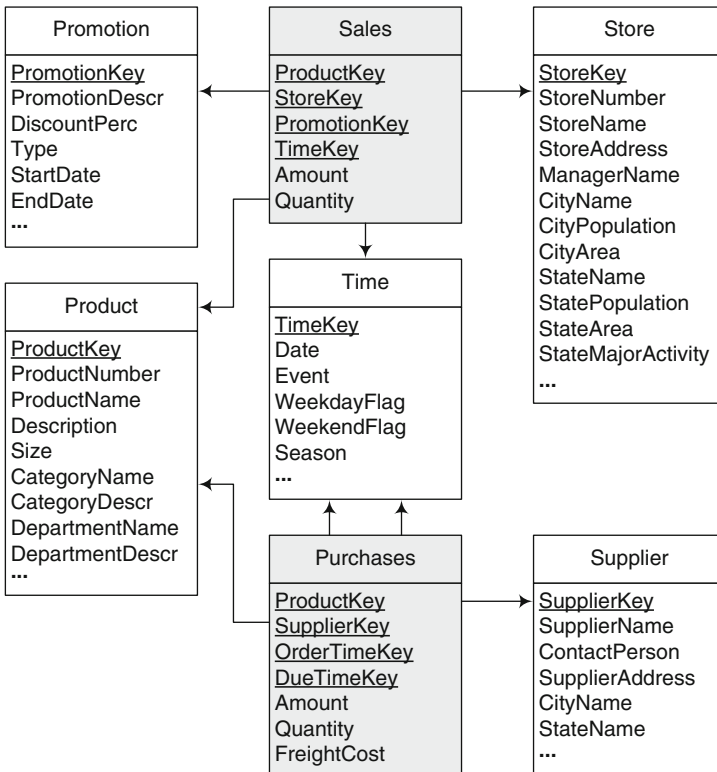 Promotion
PromotionKey
PromotionDescr
DiscountPerc
Type
StartDate
EndDate
...
Sales
ProductKey
StoreKey
PromotionKey
TimeKey
Amount
Quantity
Store
StoreKey
StoreNumber
StoreName
StoreAddress
ManagerName
CityName
CityPopulation
CityArea
StateName
StatePopulation
StateArea
StateMajorActivity
...
Product
ProductKey
ProductNumber
ProductName
Description
Size
CategoryName
CategoryDescr
DepartmentName
DepartmentDescr
...
Time
TimeKey
Date
Event
WeekdayFlag
WeekendFlag
Season
...
Purchases
ProductKey
SupplierKey
OrderTimeKey
DueTimeKey
Amount
Quantity
FreightCost
Supplier
SupplierKey
SupplierName
ContactPerson
SupplierAddress
CityName
StateName
...